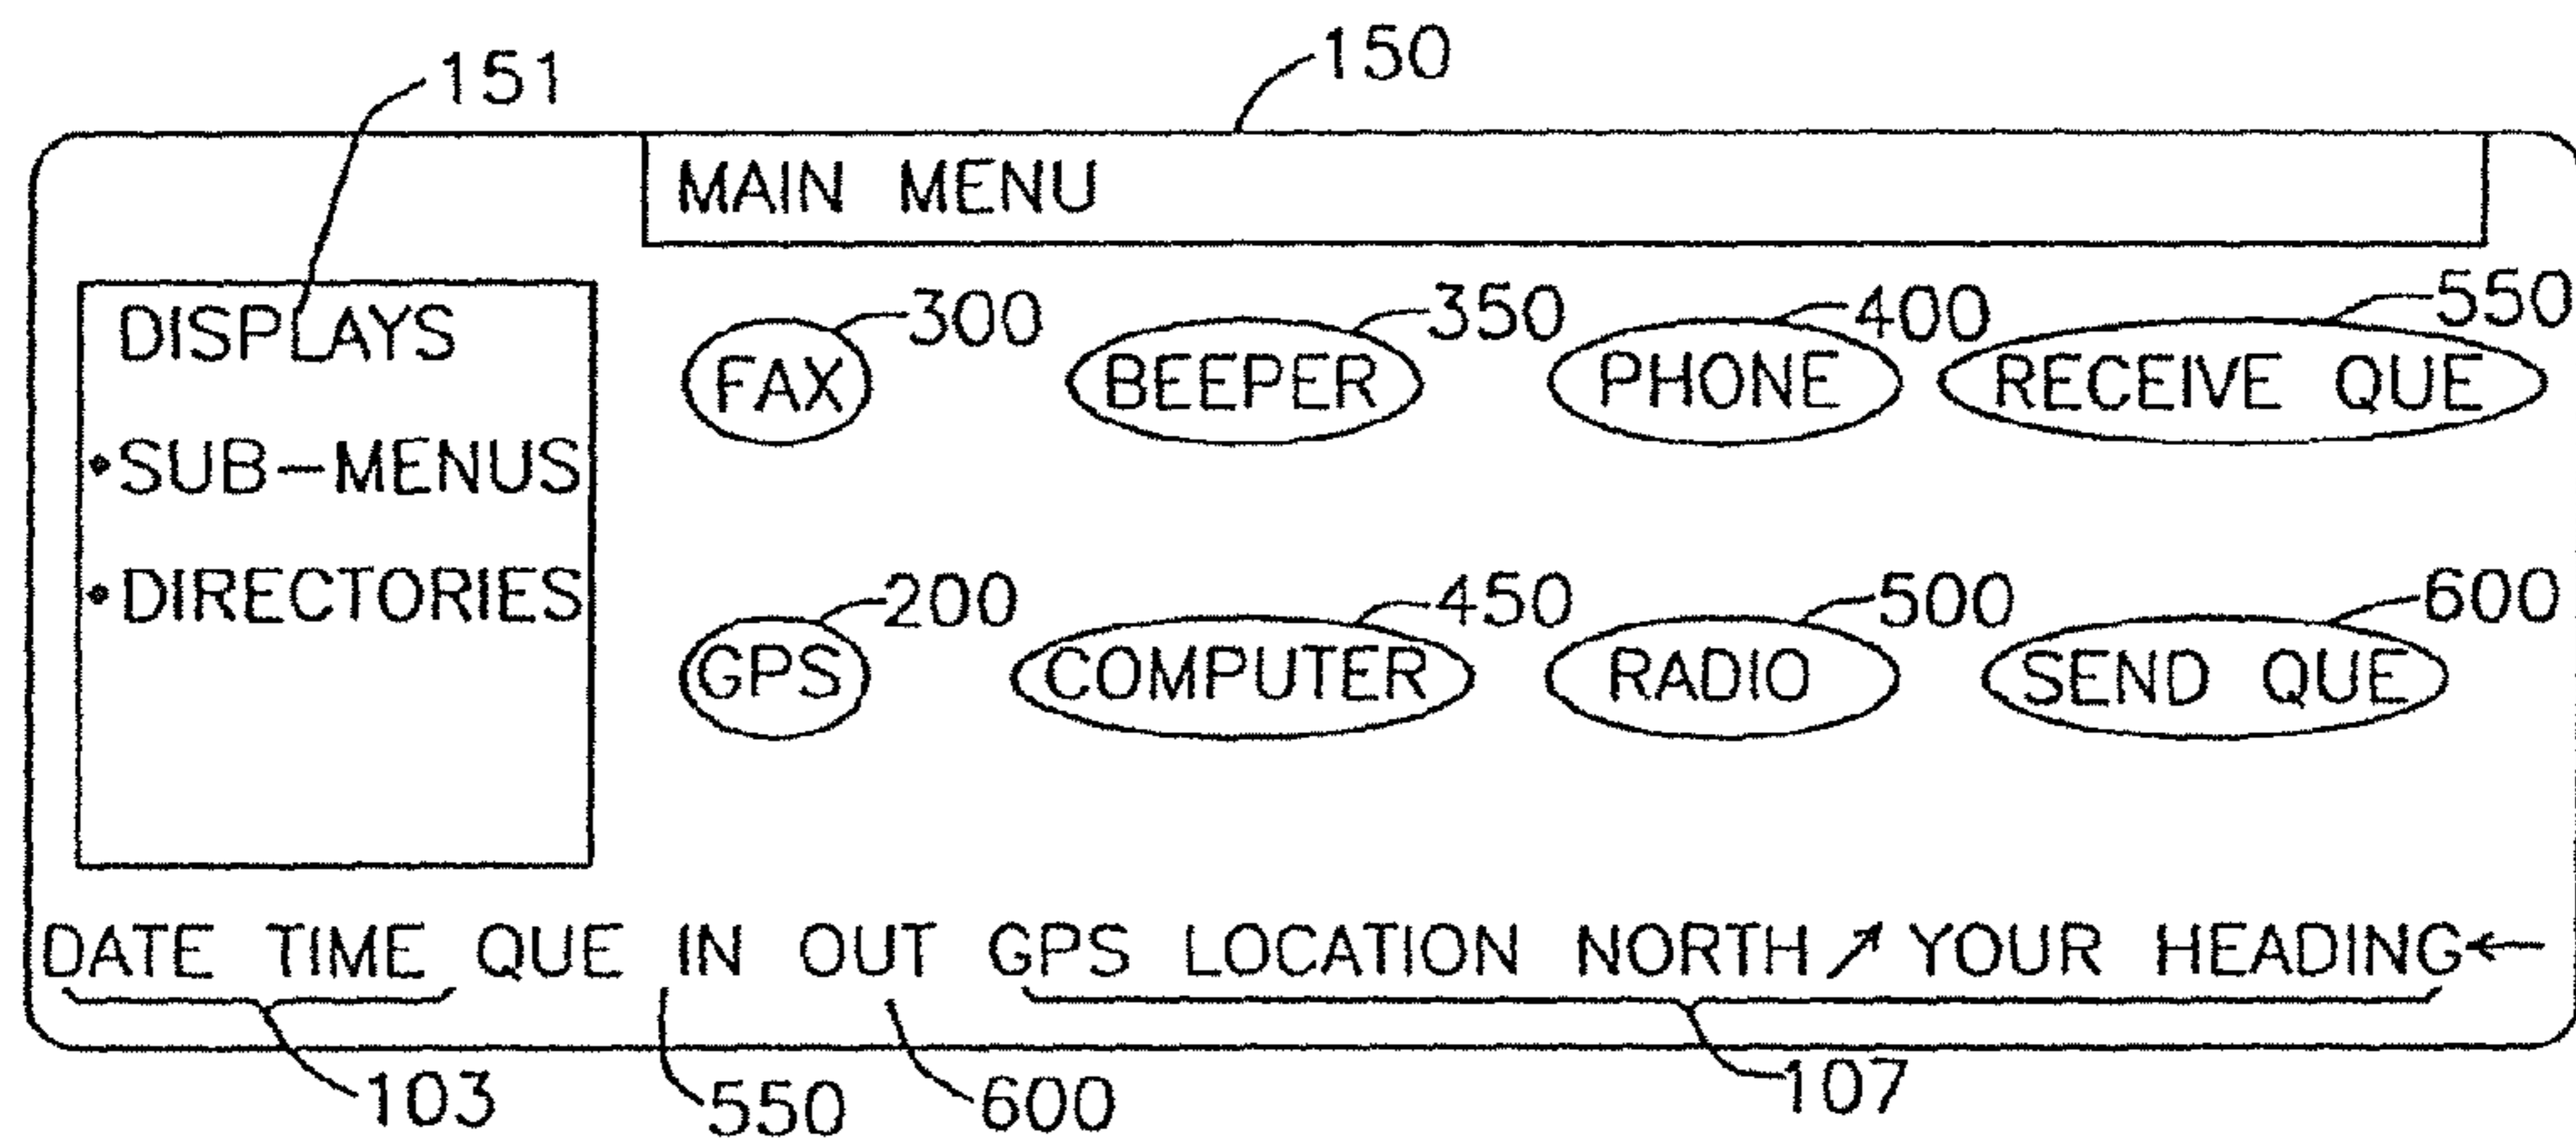 151 150
MAIN MENU
DISPLAYS
•SUB-MENUS
•DIRECTORIES
300 350 400 550
FAX BEEPER PHONE RECEIVE QUE
200 450 500 600
GPS COMPUTER RADIO SEND QUE
DATE TIME QUE IN OUT GPS LOCATION NORTH ↗ YOUR HEADING←
103 550 600 107